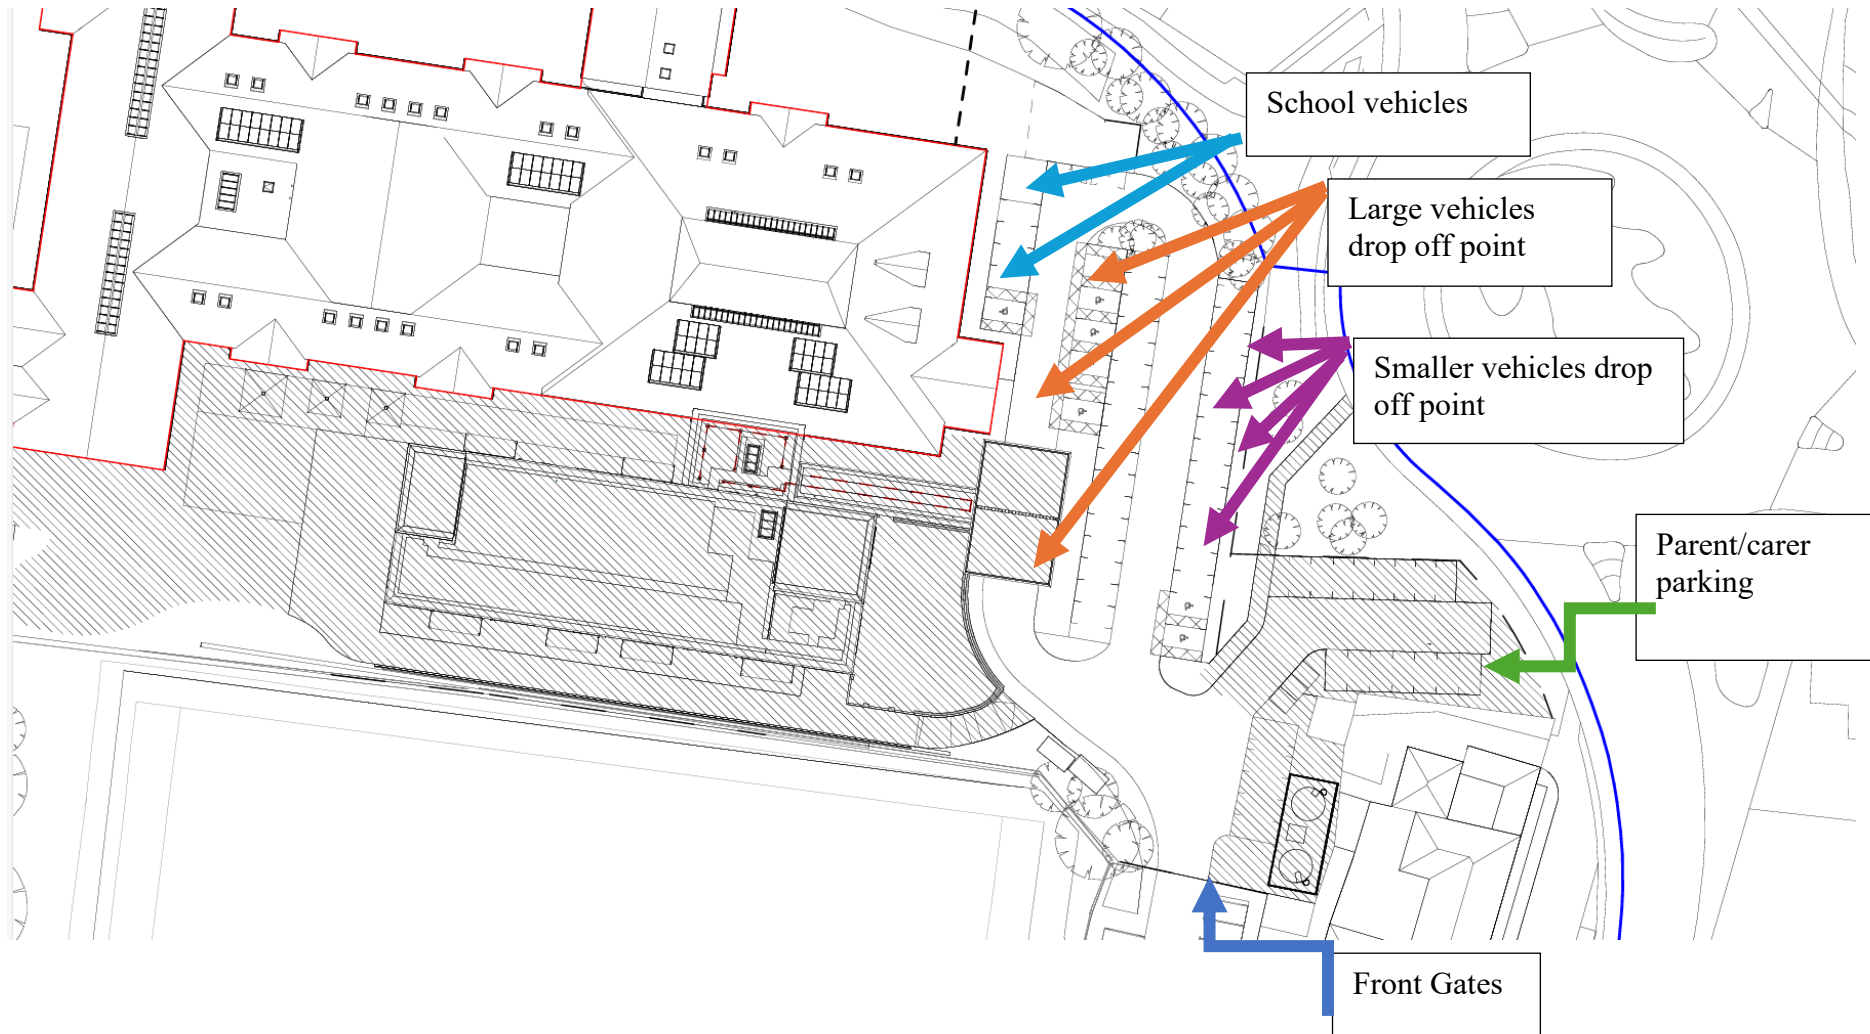 School vehicles
Large vehicles
drop off point
Smaller vehicles drop
off point
Parent/carer
parking
Front Gates